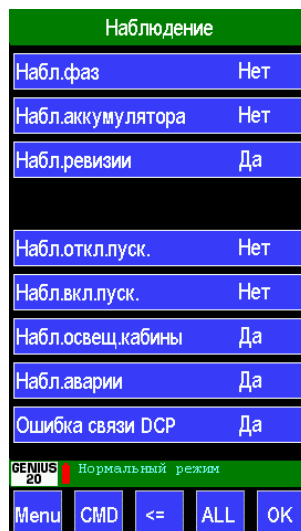 Наблюдение
Набл.фаз Нет
Набл.аккумулятора Нет
Набл.ревизии Да
Набл.откл.пуск. Нет
Набл.вкл.пуск. Нет
Набл.освещ.кабины Да
Набл.аварии Да
Ошибка связи DCP Да
GENIUS
20
Нормальный режим
Menu CMD <= ALL OK